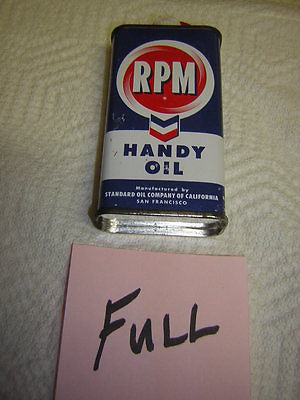 RPM
HANDY
OIL
Manufactured by
STANDARD OIL COMPANY OF CALIFORNIA
SAN FRANCISCO
FULL